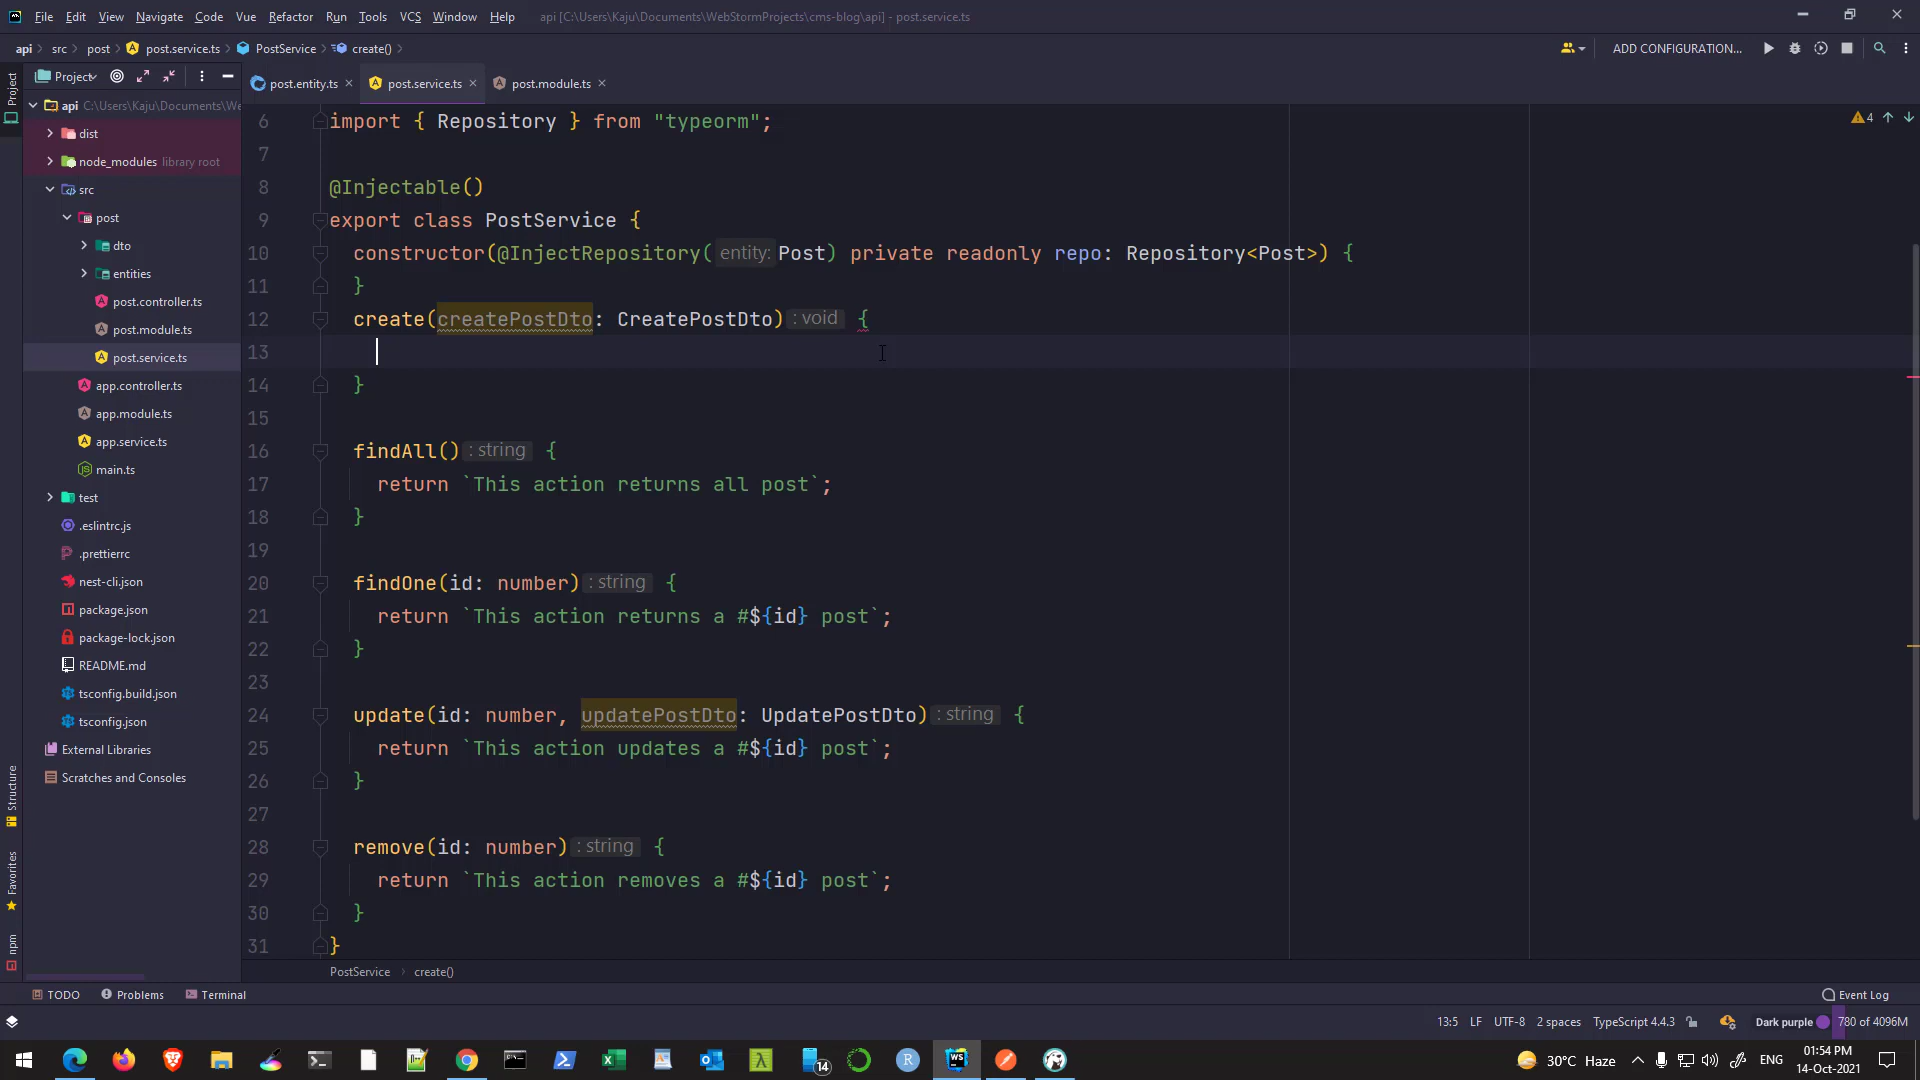 File Edit View Navigate Code Vue Refactor Run Tools VCS Window Help api [C:\Users\Kaju\Documents\WebStormProjects\cms-blog\api] - post.service.ts
api src post post.service.ts PostService create() ADD CONFIGURATION...
Project
post.entity.ts post.service.ts post.module.ts
Project
api C:\Users\Kaju\Documents\We
dist
node_modules library root
src
post
dto
entities
post.controller.ts
post.module.ts
post.service.ts
app.controller.ts
app.module.ts
app.service.ts
main.ts
test
.eslintrc.js
.prettierrc
nest-cli.json
package.json
package-lock.json
README.md
tsconfig.build.json
tsconfig.json
External Libraries
Scratches and Consoles
Structure
Favorites
npm
4
6 import { Repository } from "typeorm";
7
8 @Injectable()
9 export class PostService {
10 constructor(@InjectRepository( entity: Post) private readonly repo: Repository<Post>) {
11 }
12 create(createPostDto: CreatePostDto) : void {
13
14 }
15
16 findAll() : string {
17 return `This action returns all post`;
18 }
19
20 findOne(id: number) : string {
21 return `This action returns a #${id} post`;
22 }
23
24 update(id: number, updatePostDto: UpdatePostDto) : string {
25 return `This action updates a #${id} post`;
26 }
27
28 remove(id: number) : string {
29 return `This action removes a #${id} post`;
30 }
31 }
PostService create()
TODO Problems Terminal Event Log
13:5 LF UTF-8 2 spaces TypeScript 4.4.3 Dark purple 780 of 4096M
14 R WS 30°C Haze ENG 01:54 PM
14-Oct-2021